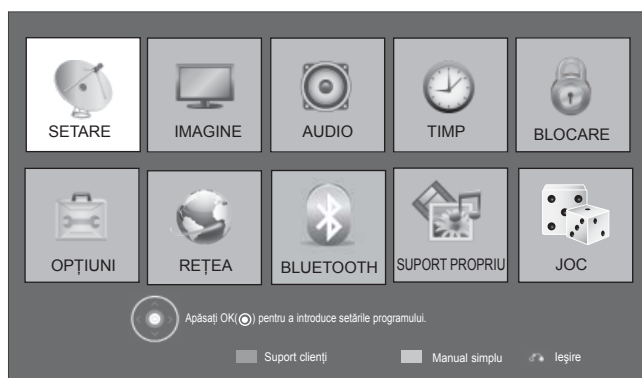 SETARE IMAGINE AUDIO TIMP BLOCARE
OPȚIUNI REȚEA BLUETOOTH SUPORT PROPRIU JOC
Apăsați OK(◉) pentru a introduce setările programului.
Suport clienți Manual simplu Ieșire